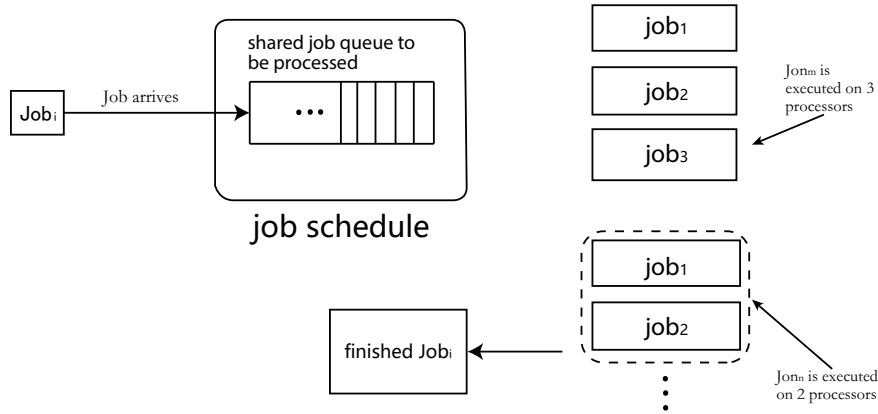 shared job queue to
be processed
Job arrives
Jobᵢ
•••
job schedule
job₁
job₂
job₃
Jonₘ is
executed on 3
processors
job₁
job₂
finished Jobᵢ
Jonₙ is executed
on 2 processors